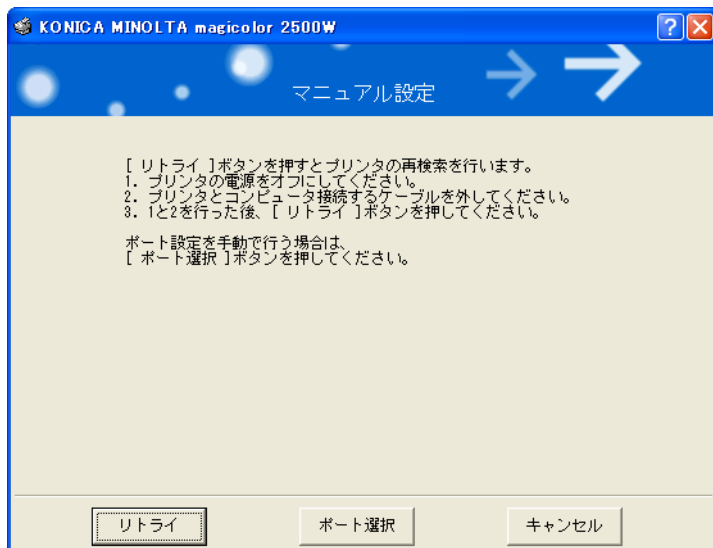 KONICA MINOLTA magicolor 2500W
マニュアル設定
[ リトライ ]ボタンを押すとプリンタの再検索を行います。
1. プリンタの電源をオフにしてください。
2. プリンタとコンピュータ接続するケーブルを外してください。
3. 1と2を行った後、[ リトライ ]ボタンを押してください。
ポート設定を手動で行う場合は、
[ ポート選択 ]ボタンを押してください。
リトライ ポート選択 キャンセル